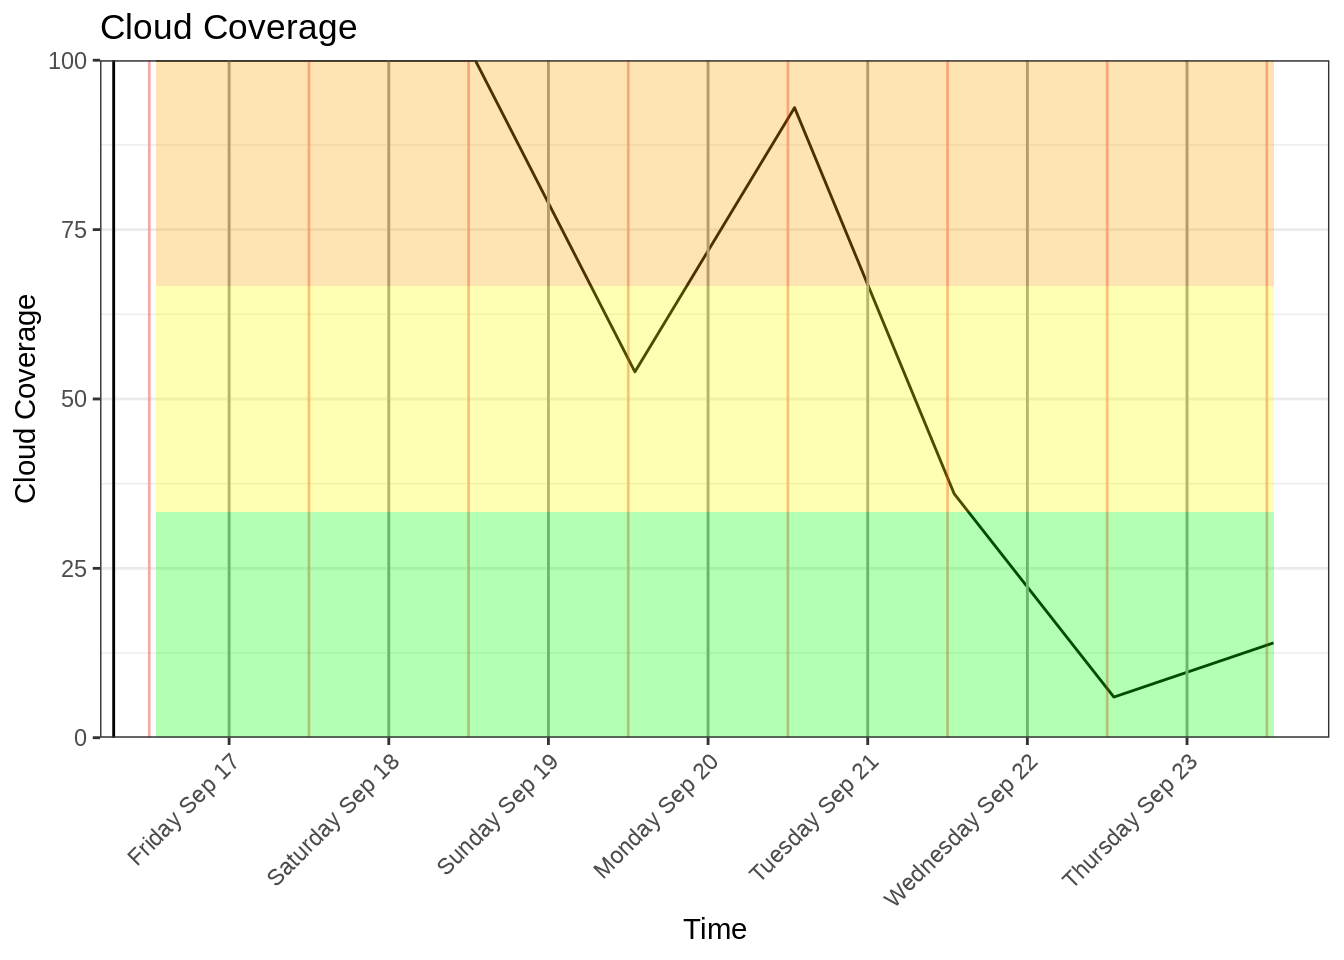 Cloud Coverage
100
75
50
25
0
Cloud Coverage
Friday Sep 17
Saturday Sep 18
Sunday Sep 19
Monday Sep 20
Tuesday Sep 21
Wednesday Sep 22
Thursday Sep 23
Time